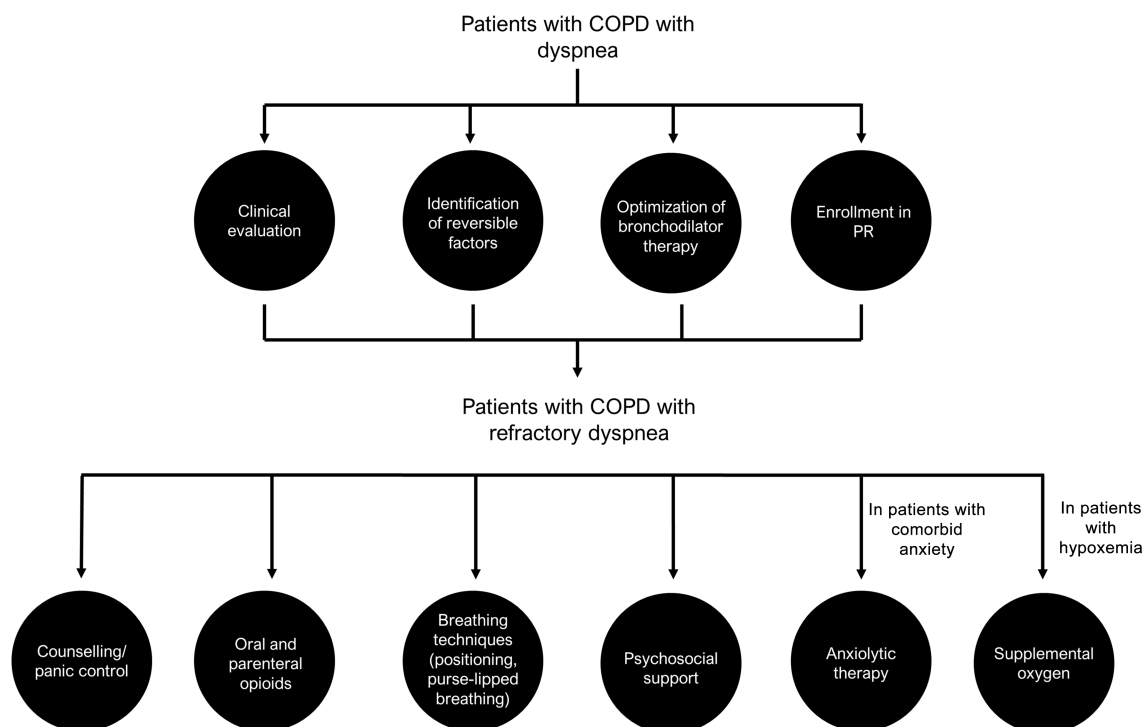 Patients with COPD with
dyspnea
Clinical
evaluation
Identification
of reversible
factors
Optimization of
bronchodilator
therapy
Enrollment in
PR
Patients with COPD with
refractory dyspnea
In patients with
comorbid
anxiety
In patients
with
hypoxemia
Counselling/
panic control
Oral and
parenteral
opioids
Breathing
techniques
(positioning,
purse-lipped
breathing)
Psychosocial
support
Anxiolytic
therapy
Supplemental
oxygen